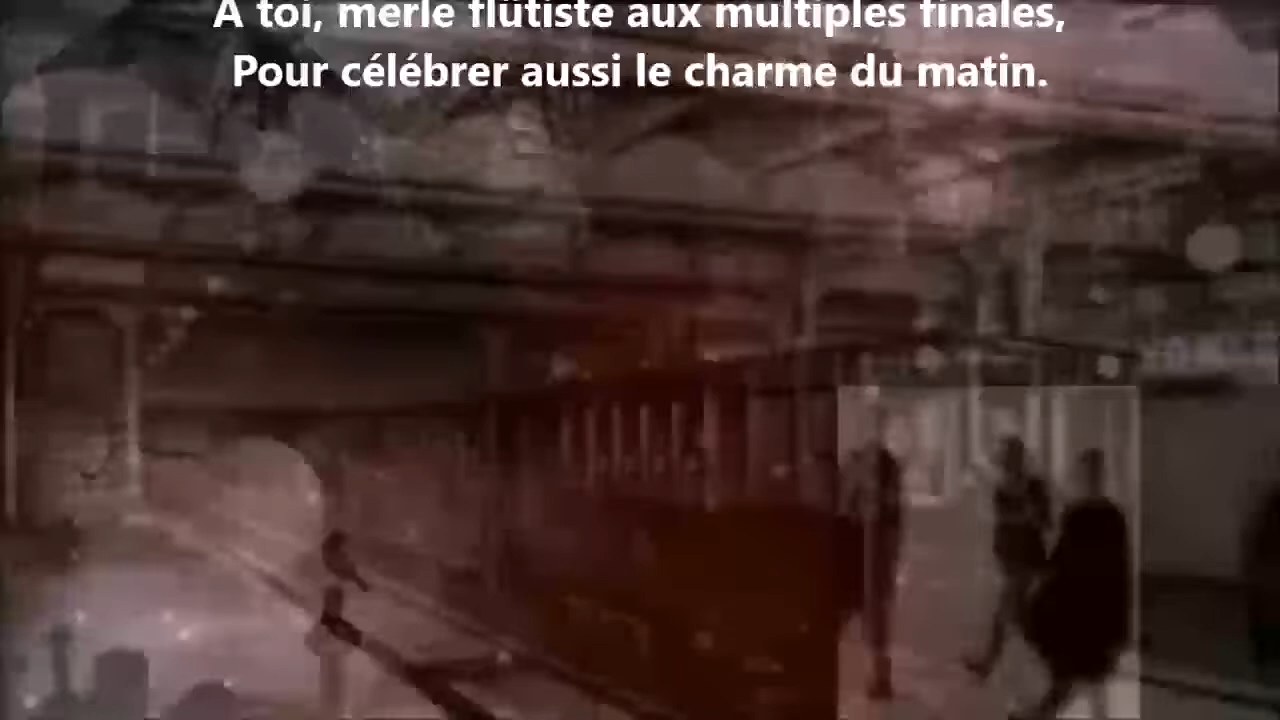 À toi, merle flûtiste aux multiples finales,
Pour célébrer aussi le charme du matin.